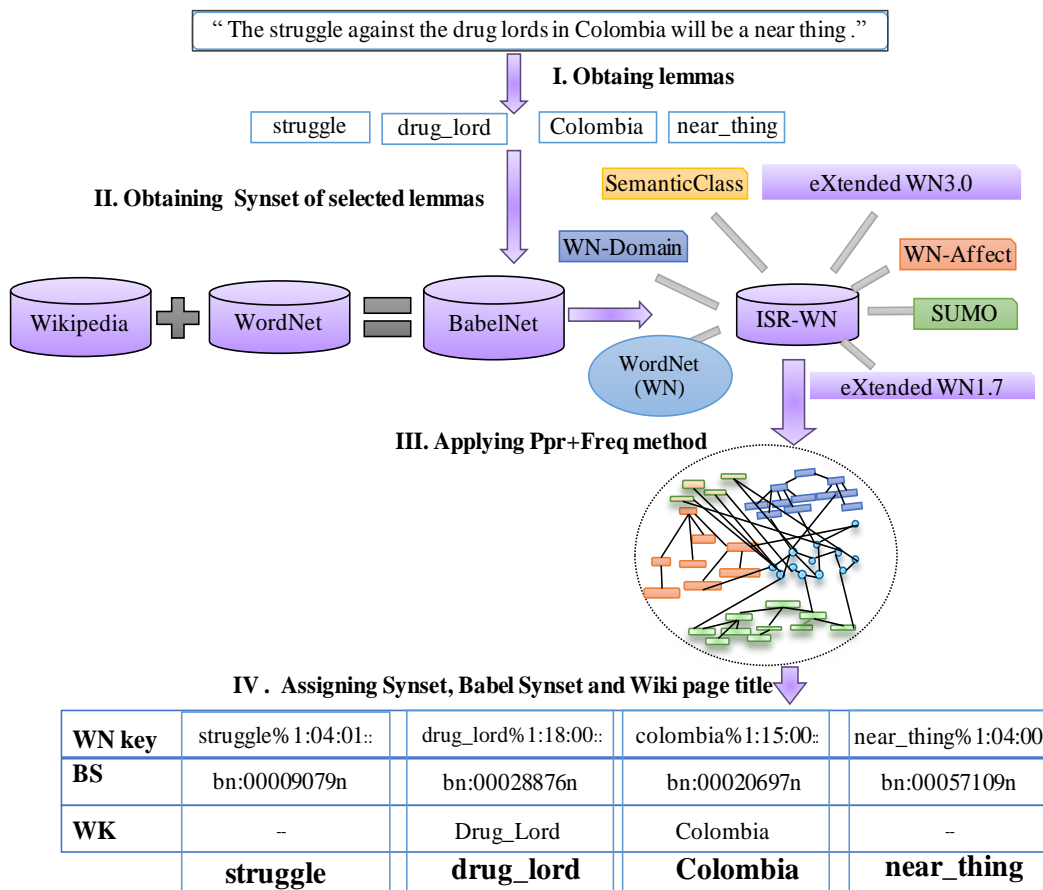 “ The struggle against the drug lords in Colombia will be a near thing .”
I. Obtaing lemmas
struggle
drug_lord
Colombia
near_thing
II. Obtaining Synset of selected lemmas
SemanticClass
eXtended WN3.0
WN-Domain
WN-Affect
Wikipedia
WordNet
BabelNet
ISR-WN
SUMO
WordNet
(WN)
eXtended WN1.7
III. Applying Ppr+Freq method
IV . Assigning Synset, Babel Synset and Wiki page title
WN key struggle%1:04:01:: drug_lord%1:18:00:: colombia%1:15:00:: near_thing%1:04:00
BS bn:00009079n bn:00028876n bn:00020697n bn:00057109n
WK -- Drug_Lord Colombia --
struggle drug_lord Colombia near_thing